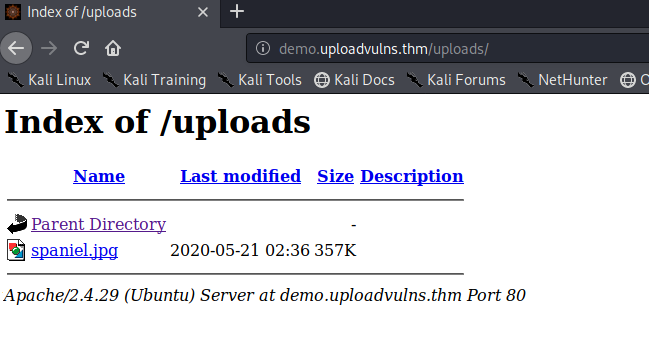 Index of /uploads
demo.uploadvulns.thm/uploads/
Kali Linux Kali Training Kali Tools Kali Docs Kali Forums NetHunter O
Index of /uploads
Name Last modified Size Description
Parent Directory -
spaniel.jpg 2020-05-21 02:36 357K
Apache/2.4.29 (Ubuntu) Server at demo.uploadvulns.thm Port 80